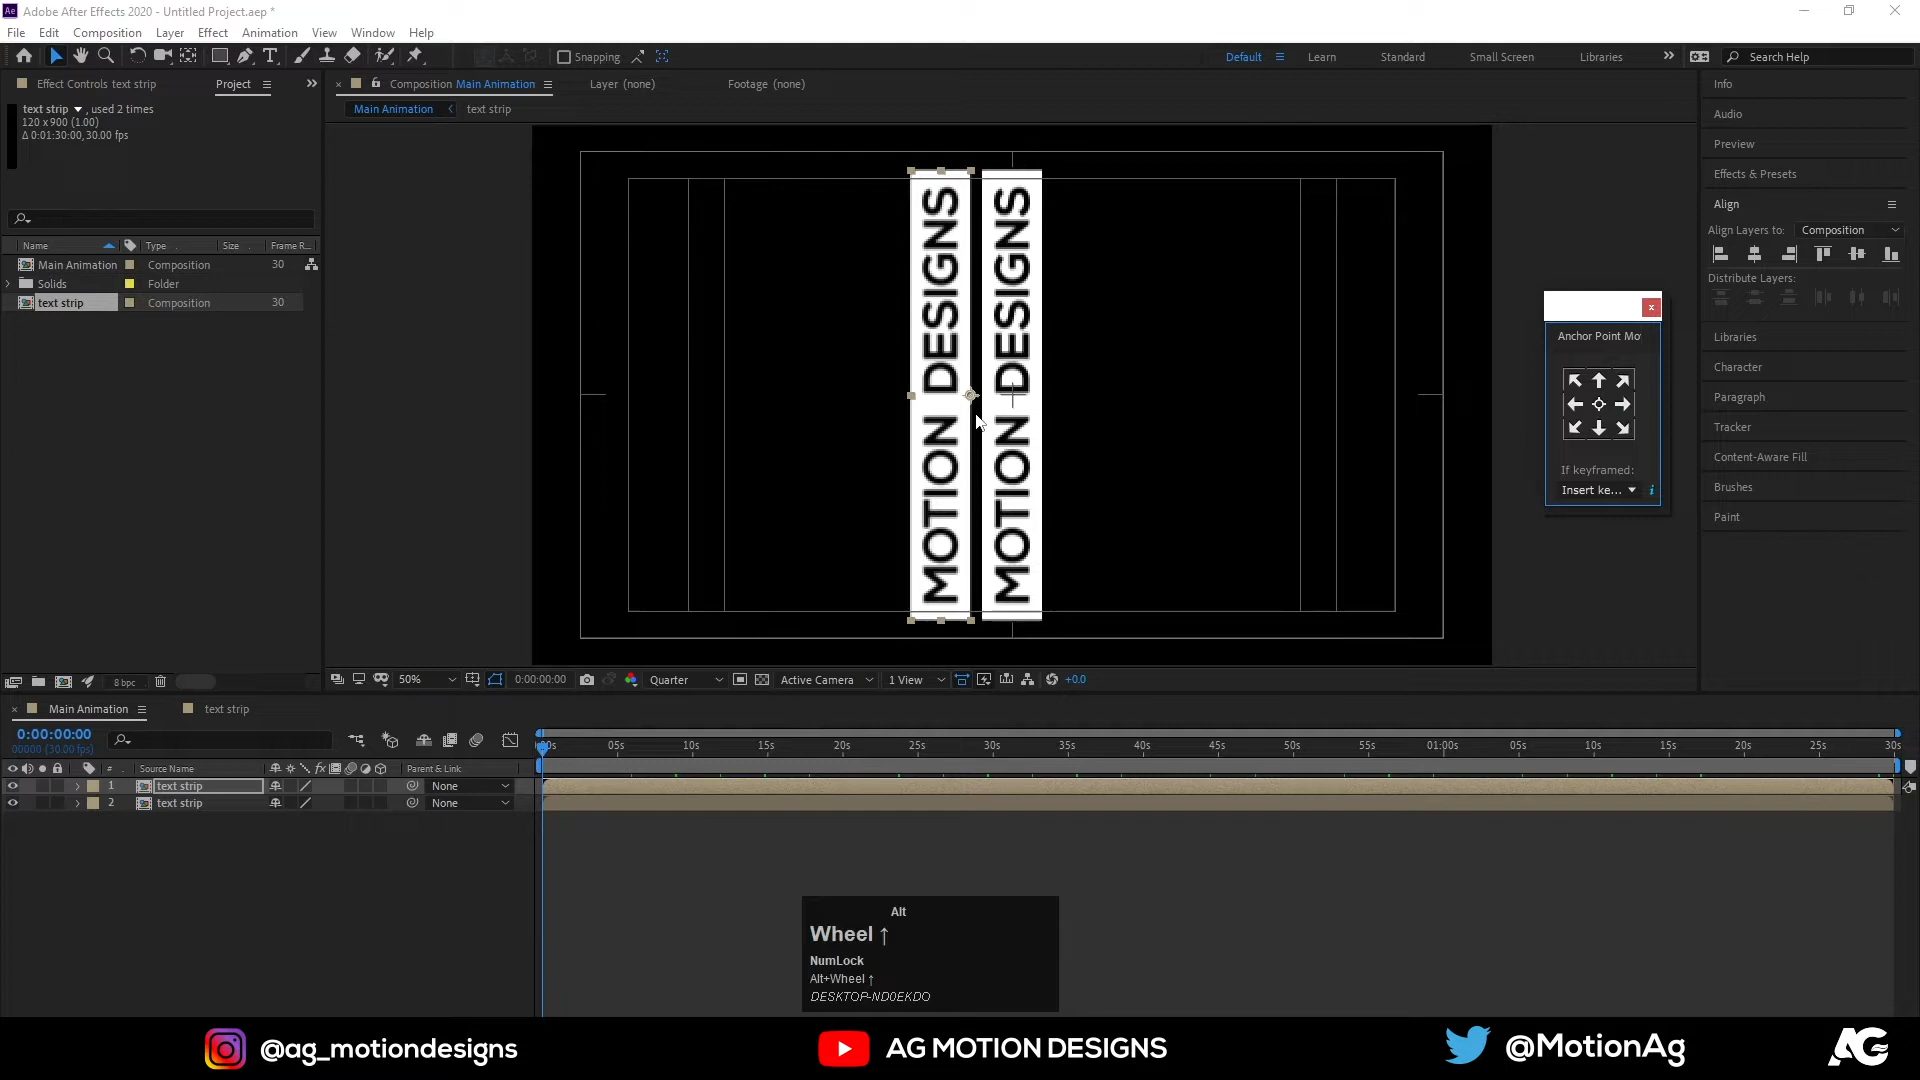 Adobe After Effects 2020 - Untitled Project.aep *
File Edit Composition Layer Effect Animation View Window Help
Snapping
Default Learn Standard Small Screen Libraries Search Help
Effect Controls text strip Project
Composition Main Animation Layer (none) Footage (none)
Main Animation text strip
text strip , used 2 times
120 x 900 (1.00)
Δ 0:01:30:00, 30.00 fps
Name Type Size Frame R...
Main Animation Composition 30
Solids Folder
text strip Composition 30
MOTION DESIGNS
MOTION DESIGNS
Info
Audio
Preview
Effects & Presets
Align
Align Layers to: Composition
Distribute Layers:
Libraries
Character
Paragraph
Tracker
Content-Aware Fill
Brushes
Paint
Anchor Point Mo
If keyframed:
Insert ke...
8 bpc
50% 0:00:00:00 Quarter Active Camera 1 View +0.0
Main Animation text strip
0:00:00:00
00000 (30.00 fps)
05s 10s 15s 20s 25s 30s 35s 40s 45s 50s 55s 01:00s 05s 10s 15s 20s 25s 30s
# Source Name fx Parent & Link
1 text strip None
2 text strip None
Alt
Wheel ↑
NumLock
Alt+Wheel ↑
DESKTOP-ND0EKDO
@ag_motiondesigns AG MOTION DESIGNS @MotionAg AG